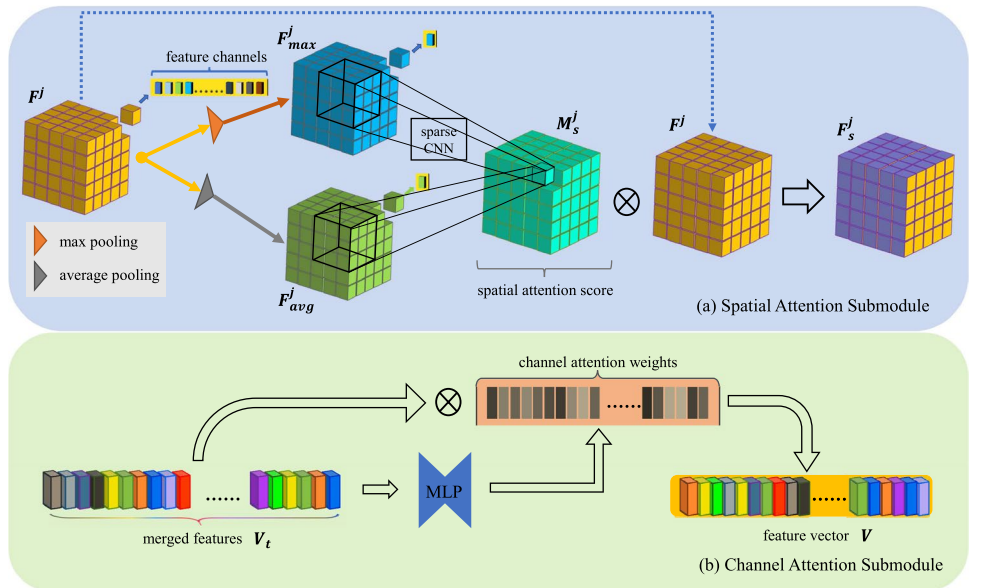 F^j
feature channels
F^j_max
sparse
CNN
M^j_s
F^j
F^j_s
max pooling
average pooling
F^j_avg
spatial attention score
(a) Spatial Attention Submodule
channel attention weights
.......
......
MLP
......
merged features V_t
feature vector V
(b) Channel Attention Submodule